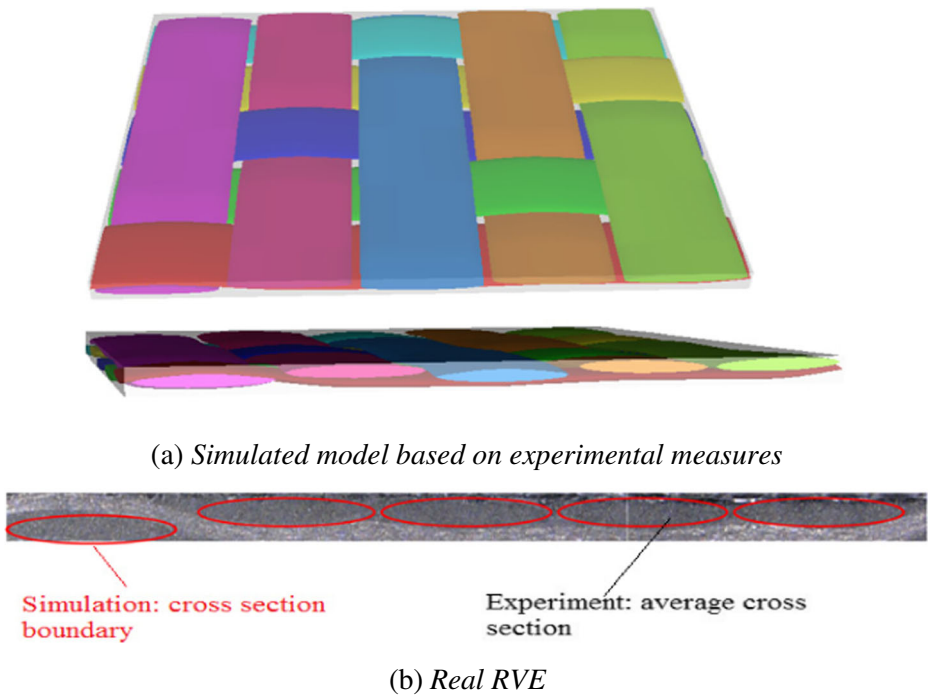 (a) Simulated model based on experimental measures
Simulation: cross section
boundary
Experiment: average cross
section
(b) Real RVE